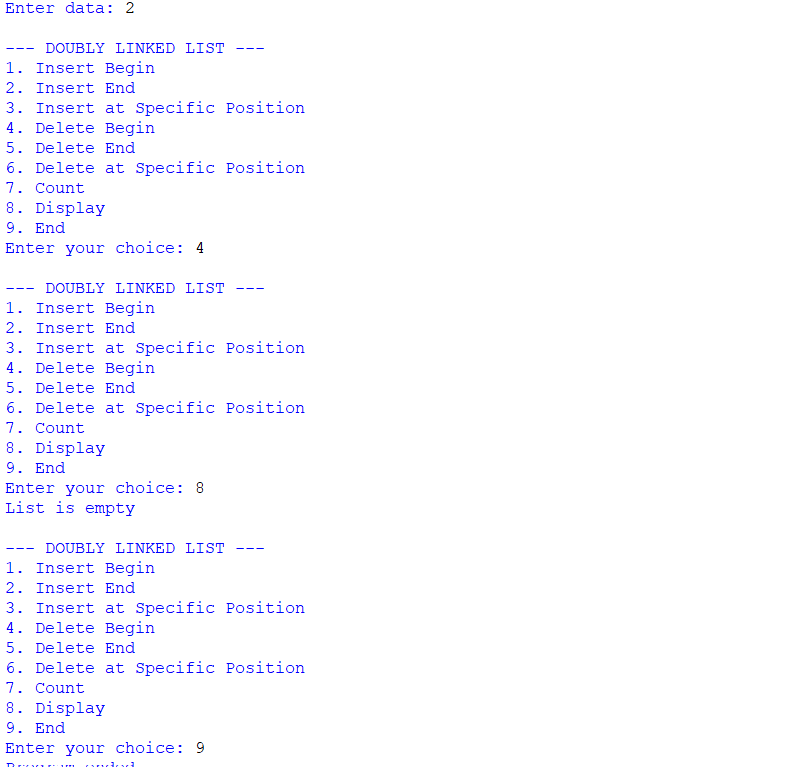 Enter data: 2
--- DOUBLY LINKED LIST ---
1. Insert Begin
2. Insert End
3. Insert at Specific Position
4. Delete Begin
5. Delete End
6. Delete at Specific Position
7. Count
8. Display
9. End
Enter your choice: 4
--- DOUBLY LINKED LIST ---
1. Insert Begin
2. Insert End
3. Insert at Specific Position
4. Delete Begin
5. Delete End
6. Delete at Specific Position
7. Count
8. Display
9. End
Enter your choice: 8
List is empty
--- DOUBLY LINKED LIST ---
1. Insert Begin
2. Insert End
3. Insert at Specific Position
4. Delete Begin
5. Delete End
6. Delete at Specific Position
7. Count
8. Display
9. End
Enter your choice: 9